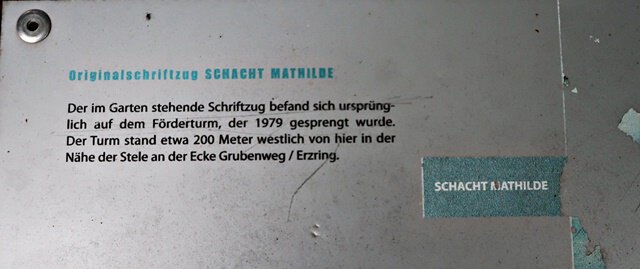 Originalschriftzug SCHACHT MATHILDE
Der im Garten stehende Schriftzug befand sich ursprüng-
lich auf dem Förderturm, der 1979 gesprengt wurde.
Der Turm stand etwa 200 Meter westlich von hier in der
Nähe der Stele an der Ecke Grubenweg / Erzring.
SCHACHT MATHILDE